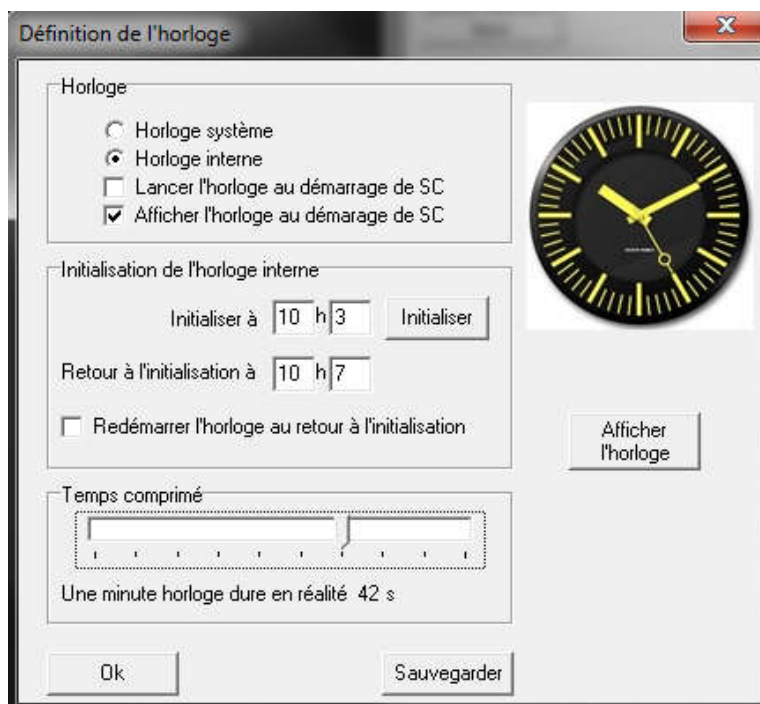 Définition de l'horloge
Horloge
Horloge système
Horloge interne
Lancer l'horloge au démarrage de SC
Afficher l'horloge au démarage de SC
Initialisation de l'horloge interne
Initialiser à 10 h 3 Initialiser
Retour à l'initialisation à 10 h 7
Redémarrer l'horloge au retour à l'initialisation
Afficher
l'horloge
Temps comprimé
Une minute horloge dure en réalité 42 s
Ok Sauvegarder